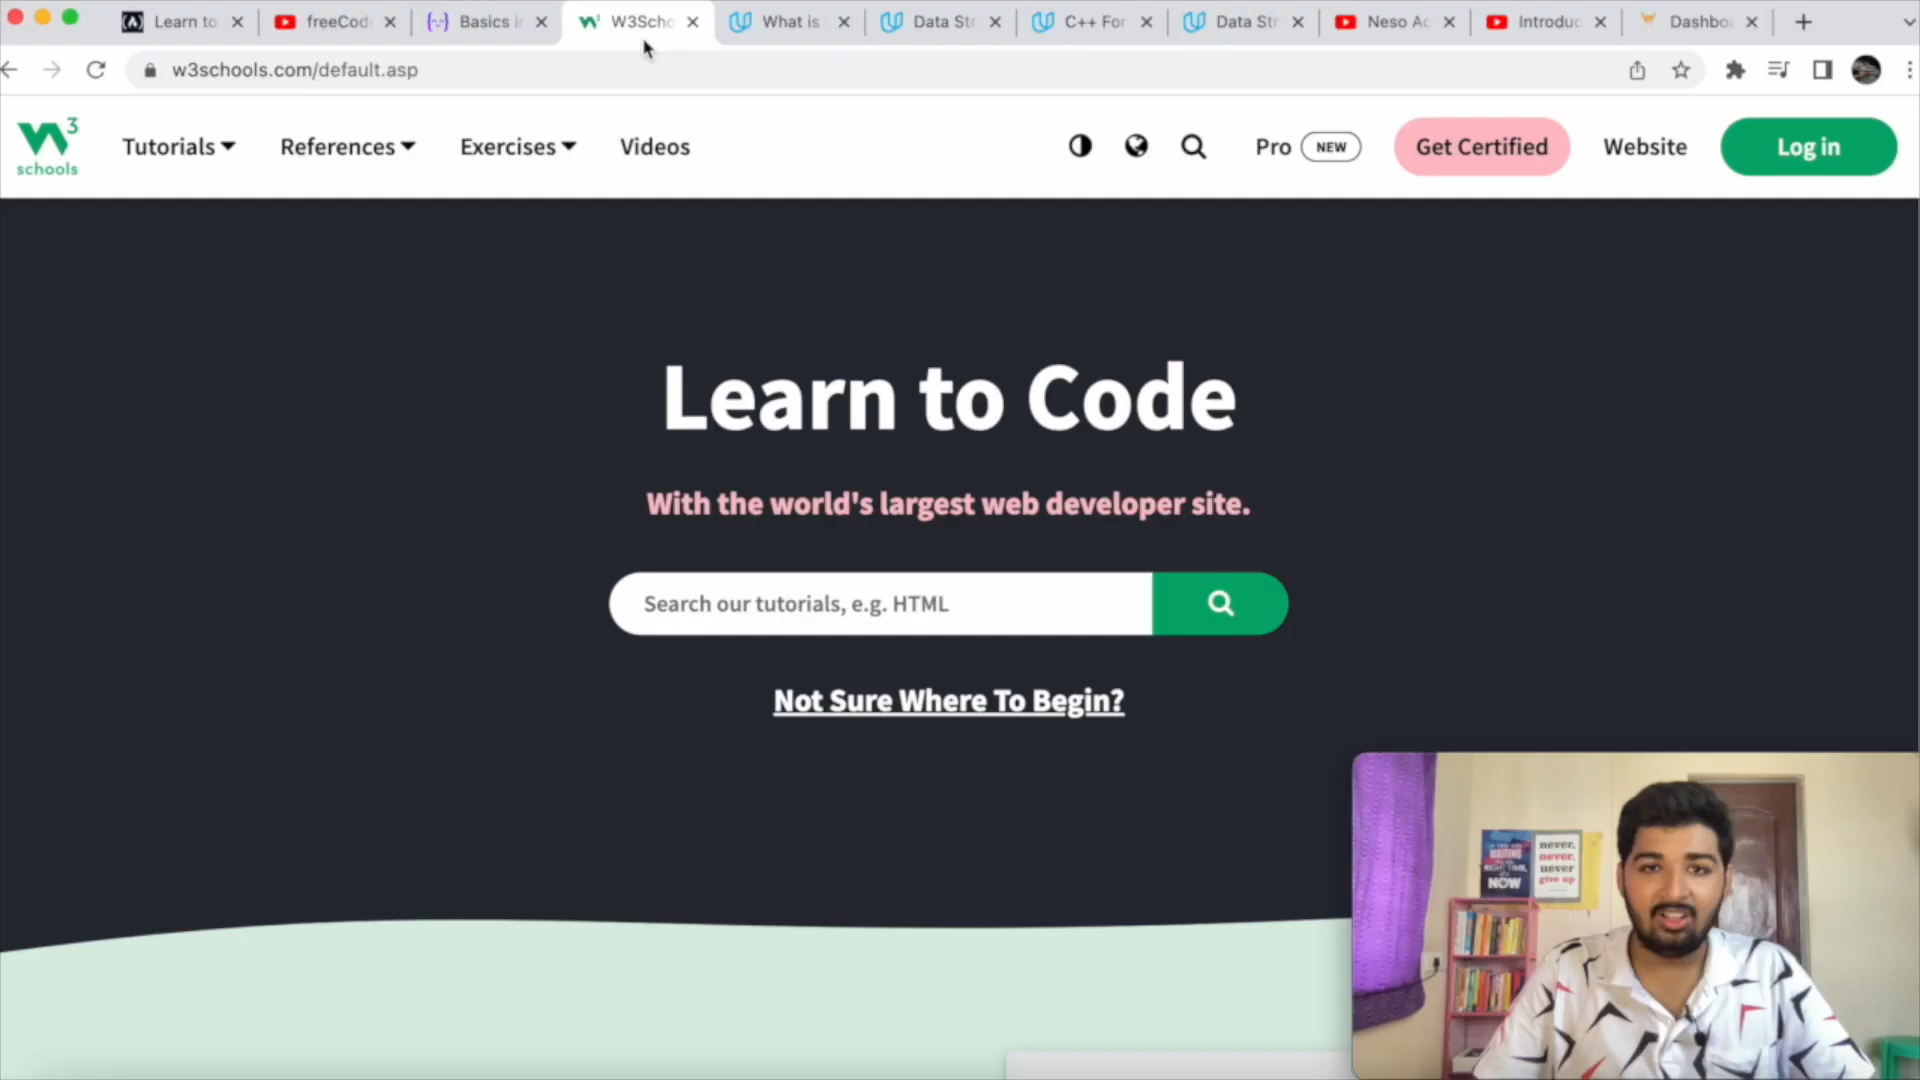 Learn to
freeCod
Basics i
W3Scho
What is
Data Str
C++ For
Data Str
Neso Ac
Introduc
Dashbo
w3schools.com/default.asp
3
schools
Tutorials
References
Exercises
Videos
Pro
NEW
Get Certified
Website
Log in
Learn to Code
With the world's largest web developer site.
Search our tutorials, e.g. HTML
Not Sure Where To Begin?
NOW
never,
never,
never
give up